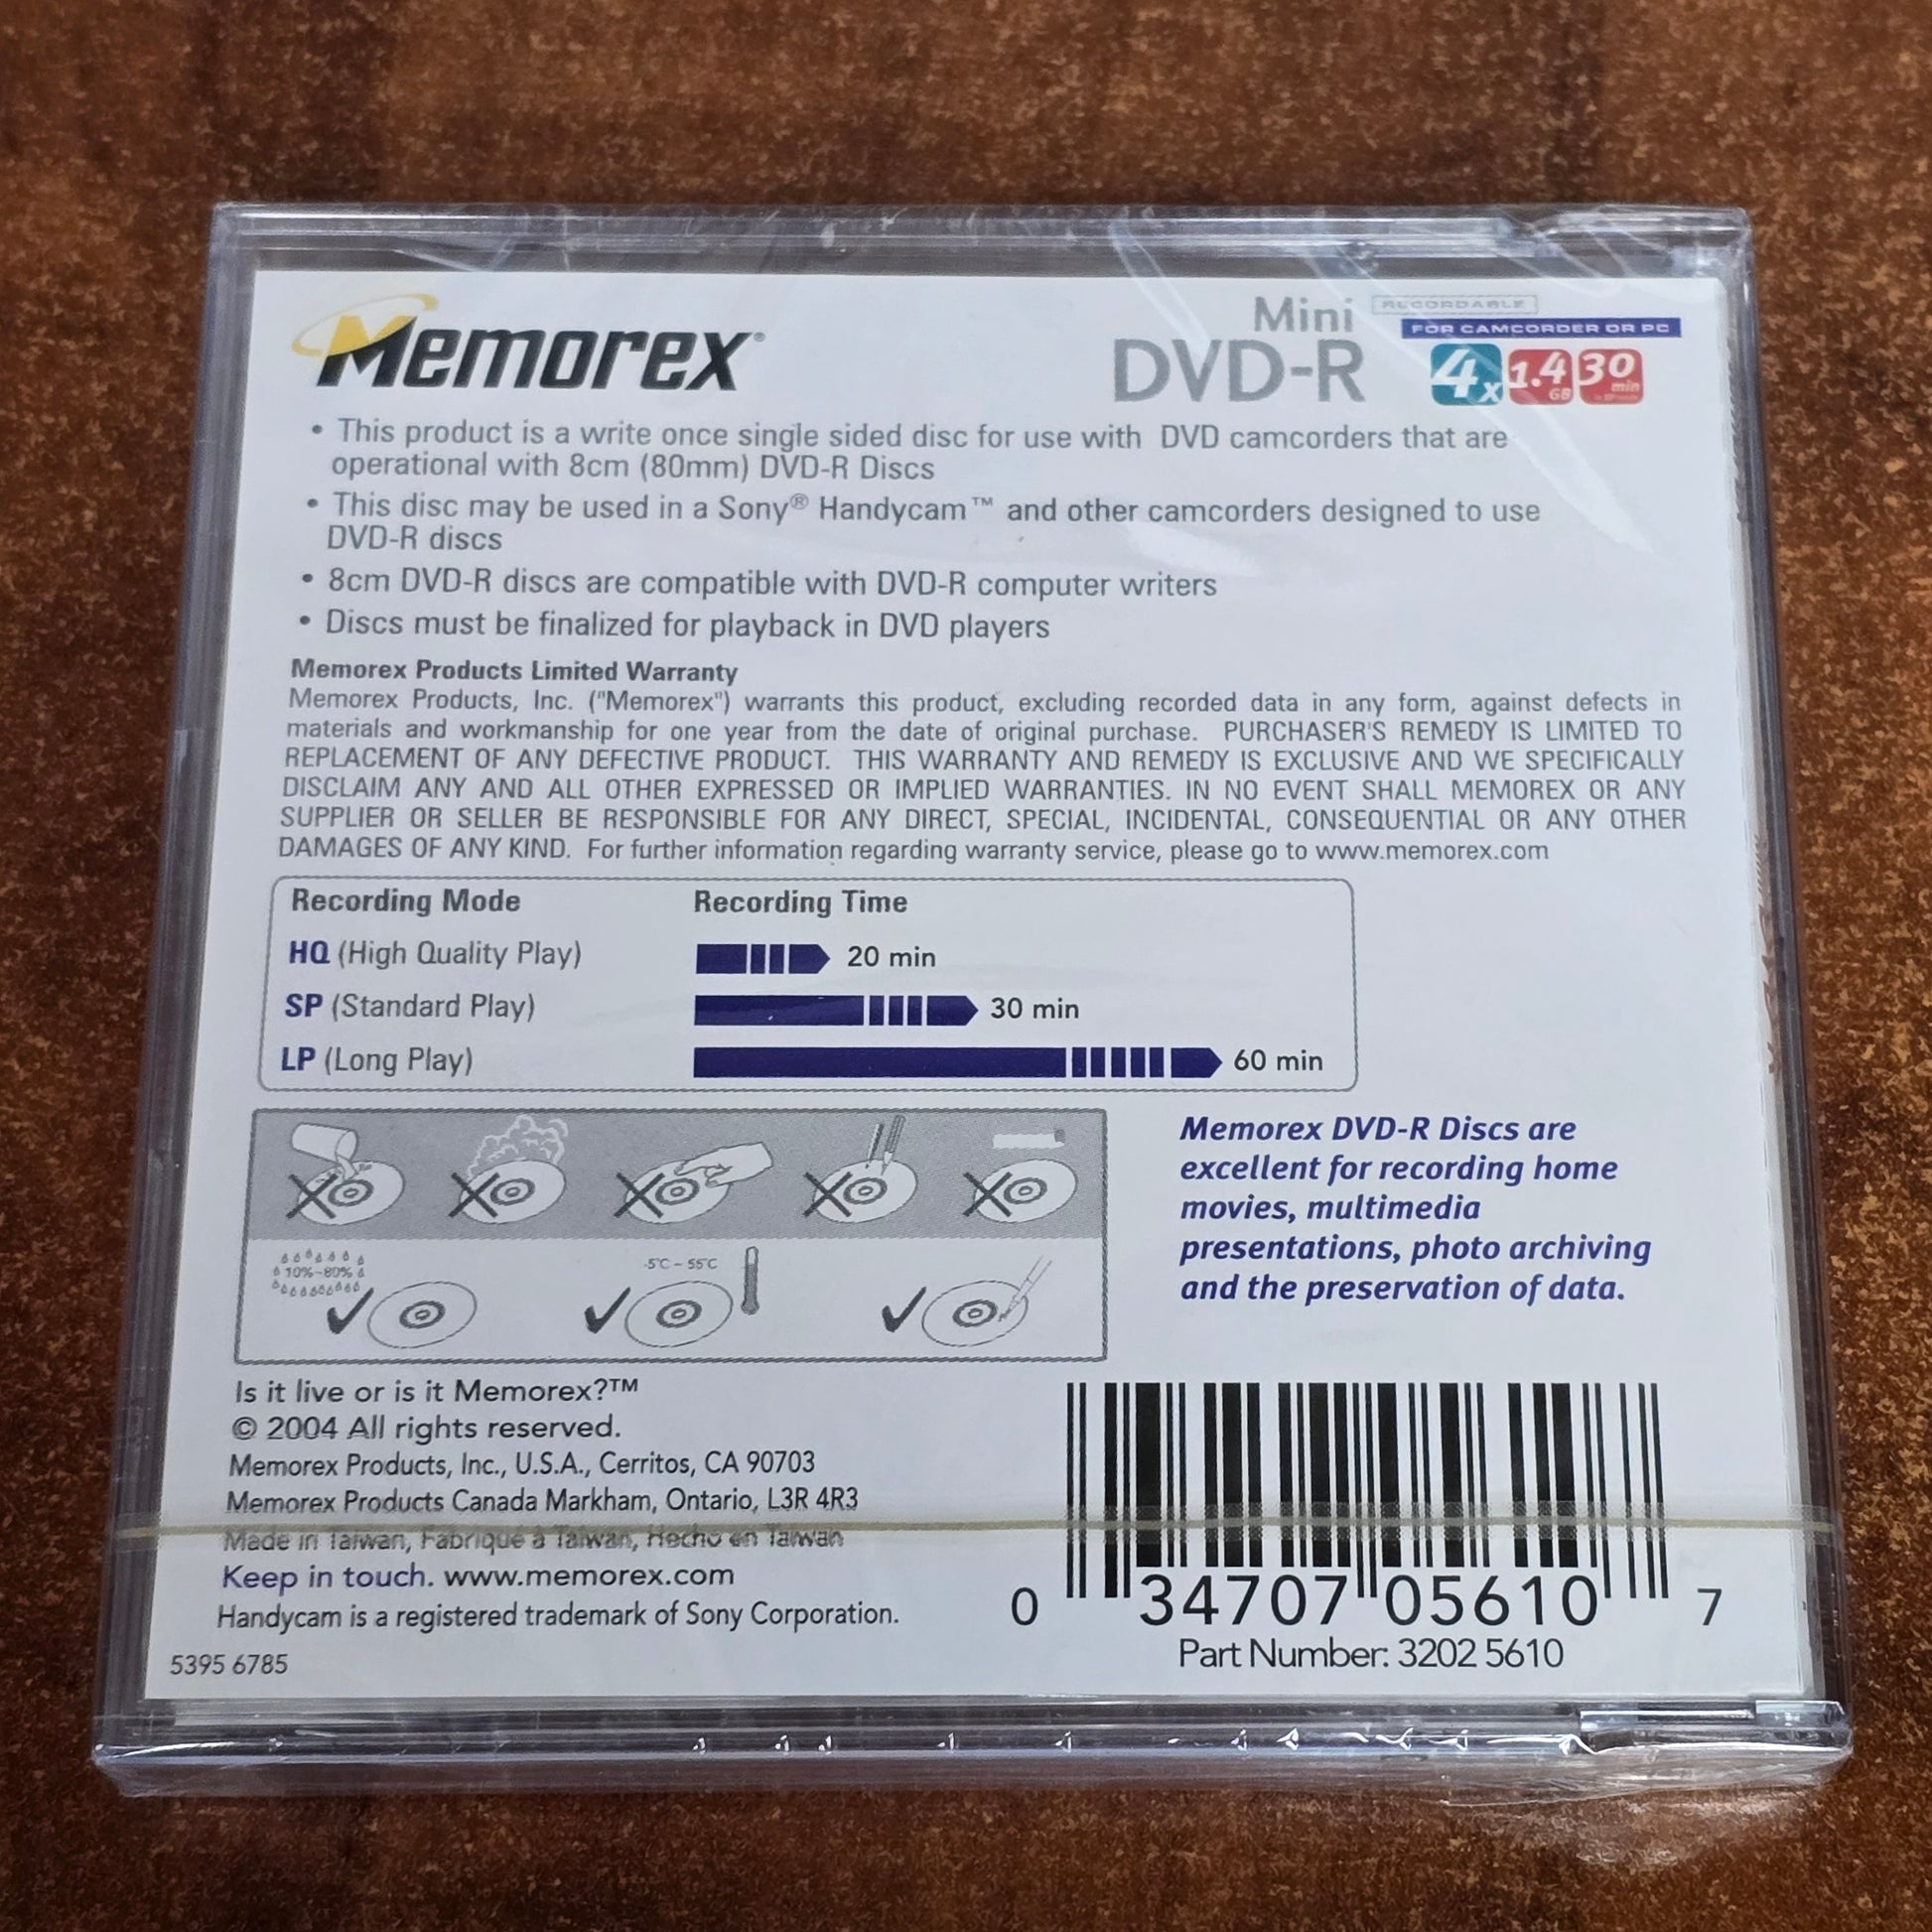 Memorex®
Mini
DVD-R
RECORDABLE
FOR CAMCORDER OR PC
4x 1.4 GB 30 min
• This product is a write once single sided disc for use with DVD camcorders that are
operational with 8cm (80mm) DVD-R Discs
• This disc may be used in a Sony® Handycam™ and other camcorders designed to use
DVD-R discs
• 8cm DVD-R discs are compatible with DVD-R computer writers
• Discs must be finalized for playback in DVD players
Memorex Products Limited Warranty
Memorex Products, Inc. ("Memorex") warrants this product, excluding recorded data in any form, against defects in
materials and workmanship for one year from the date of original purchase. PURCHASER'S REMEDY IS LIMITED TO
REPLACEMENT OF ANY DEFECTIVE PRODUCT. THIS WARRANTY AND REMEDY IS EXCLUSIVE AND WE SPECIFICALLY
DISCLAIM ANY AND ALL OTHER EXPRESSED OR IMPLIED WARRANTIES. IN NO EVENT SHALL MEMOREX OR ANY
SUPPLIER OR SELLER BE RESPONSIBLE FOR ANY DIRECT, SPECIAL, INCIDENTAL, CONSEQUENTIAL OR ANY OTHER
DAMAGES OF ANY KIND. For further information regarding warranty service, please go to www.memorex.com
Recording Mode Recording Time
HQ (High Quality Play) 20 min
SP (Standard Play) 30 min
LP (Long Play) 60 min
10%-80%
-5°C - 55°C
Memorex DVD-R Discs are
excellent for recording home
movies, multimedia
presentations, photo archiving
and the preservation of data.
Is it live or is it Memorex?™
© 2004 All rights reserved.
Memorex Products, Inc., U.S.A., Cerritos, CA 90703
Memorex Products Canada Markham, Ontario, L3R 4R3
Made in Taiwan, Fabriqué à Taiwan, Hecho en Taiwan
Keep in touch. www.memorex.com
Handycam is a registered trademark of Sony Corporation.
5395 6785
0 34707 05610 7
Part Number: 3202 5610